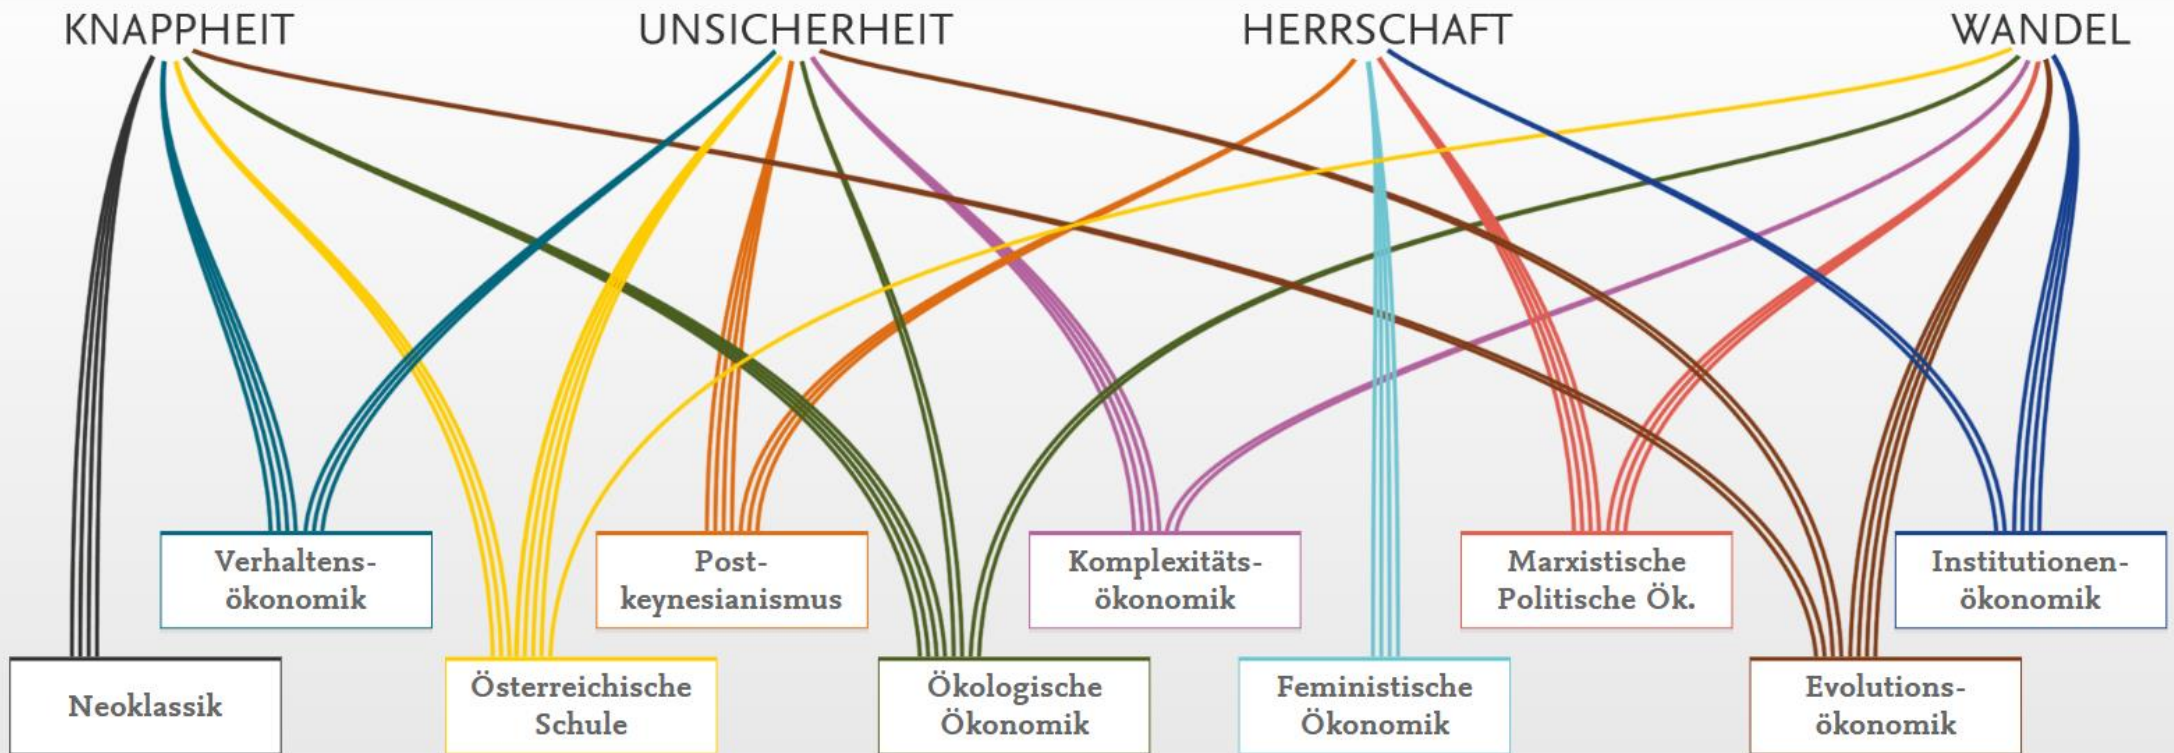 KNAPPHEIT
UNSICHERHEIT
HERRSCHAFT
WANDEL
Verhaltens-
ökonomik
Post-
keynesianismus
Komplexitäts-
ökonomik
Marxistische
Politische Ök.
Institutionen-
ökonomik
Neoklassik
Österreichische
Schule
Ökologische
Ökonomik
Feministische
Ökonomik
Evolutions-
ökonomik